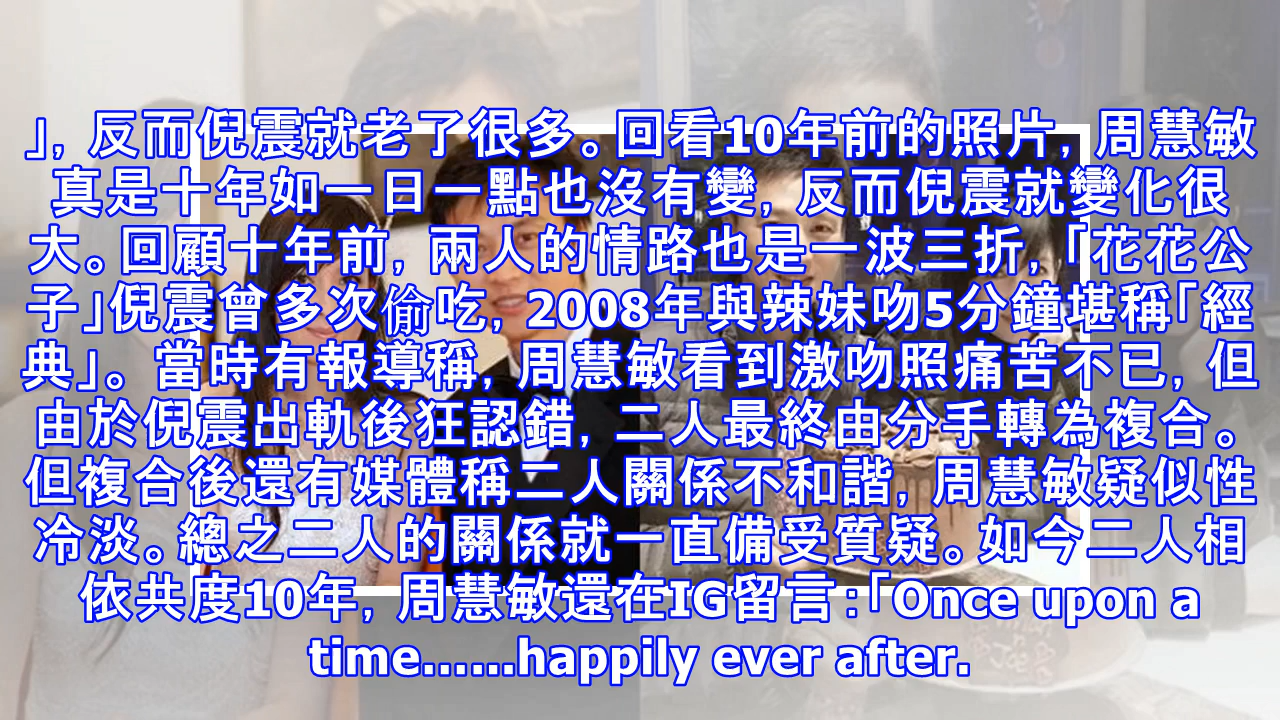 」, 反而倪震就老了很多。回看10年前的照片, 周慧敏
真是十年如一日一點也沒有變, 反而倪震就變化很
大。回顧十年前, 兩人的情路也是一波三折,「花花公
子」倪震曾多次偷吃, 2008年與辣妹吻5分鐘堪稱「經
典」。當時有報導稱, 周慧敏看到激吻照痛苦不已, 但
由於倪震出軌後狂認錯, 二人最終由分手轉為複合。
但複合後還有媒體稱二人關係不和諧, 周慧敏疑似性
冷淡。總之二人的關係就一直備受質疑。如今二人相
依共度10年, 周慧敏還在IG留言:「Once upon a
time……happily ever after.